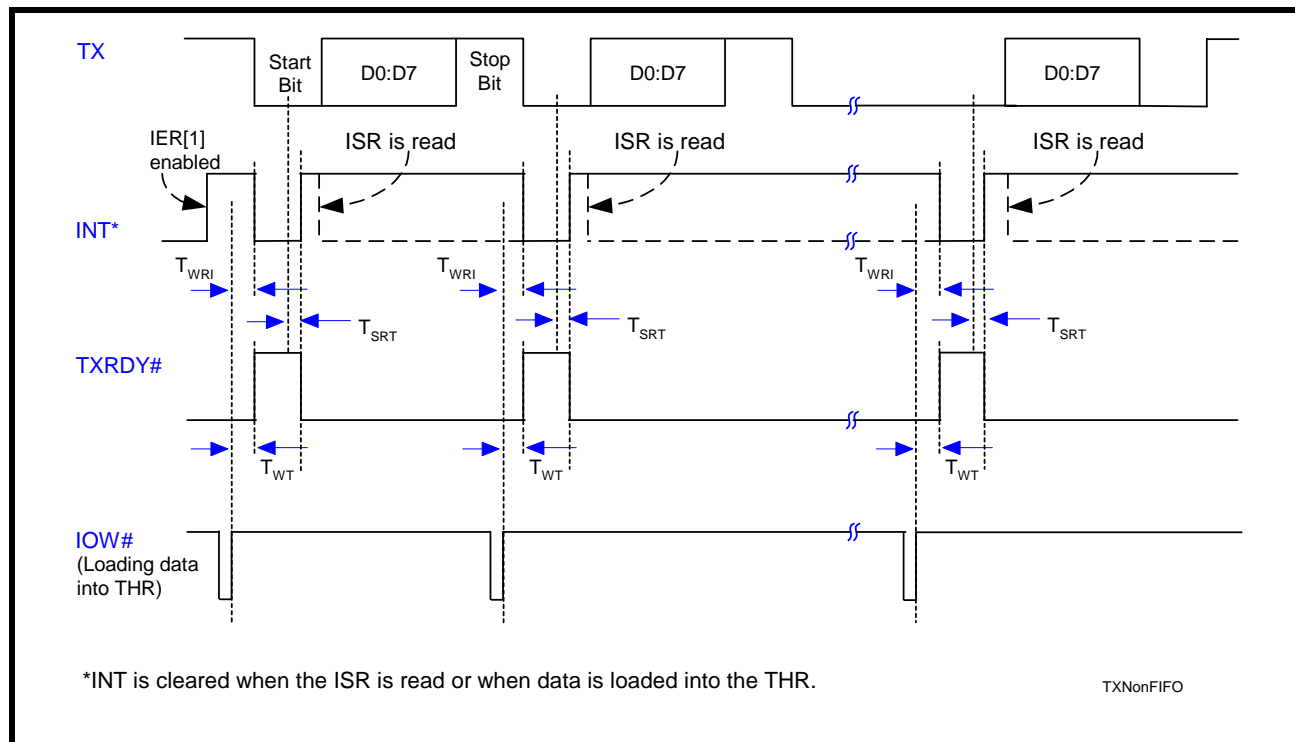 TX
Start
Bit
D0:D7
Stop
Bit
D0:D7
D0:D7
IER[1]
enabled
ISR is read
ISR is read
ISR is read
INT*
TWRI
TWRI
TWRI
TSRT
TSRT
TSRT
TXRDY#
TWT
TWT
TWT
IOW#
(Loading data
into THR)
*INT is cleared when the ISR is read or when data is loaded into the THR.
TXNonFIFO